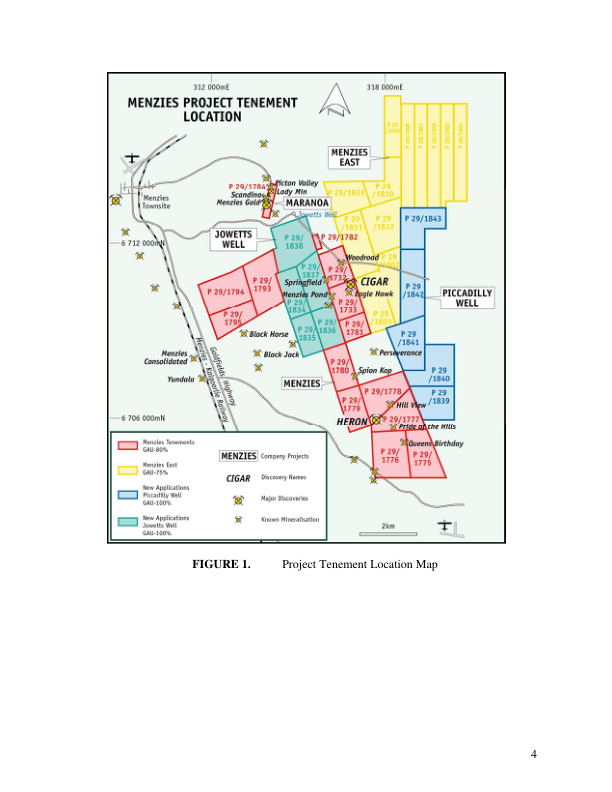 312 000mE
318 000mE
MENZIES PROJECT TENEMENT
LOCATION
MENZIES
EAST
Menzies
Townsite
P 29/1784
Picton Valley
Lady Min
Scandinas
Menzies Gold
MARANOA
Jowetts Well
P 29/1833
P 29
/1830
P 29
/1831
P 29
/1832
P 29/1843
JOWETTS
WELL
P 29/
1838
P 29/1782
6 712 000mN
Woodroad
P 29/
1837
P 29/
1732
Springfield
CIGAR
Eagle Hawk
Menzies Pond
P 29/1794
P 29/
1793
P 29/
1795
P 29/
1834
P 29/
1733
P 29
/1842
PICCADILLY
WELL
P 29/
1835
P 29/
1836
P 29/
1781
P 29
/1841
Black Horse
Black Jack
Perseverance
Menzies
Consolidated
Yundala
Goldfields Highway
Menzies - Kalgoorlie Railway
MENZIES
P 29/
1780
Spion Kop
P 29
/1840
P 29
/1839
P 29/
1779
P 29/1778
Hill View
HERON
P 29/1777
Pride of the Hills
6 706 000mN
P 29/
1776
P 29/
1775
Queens Birthday
Menzies Tenements
GAU-80%
Menzies East
GAU-75%
New Applications
Piccadilly Well
GAU-100%
New Applications
Jowetts Well
GAU-100%
MENZIES Company Projects
CIGAR Discovery Names
Major Discoveries
Known Mineralisation
2km
FIGURE 1. Project Tenement Location Map
4